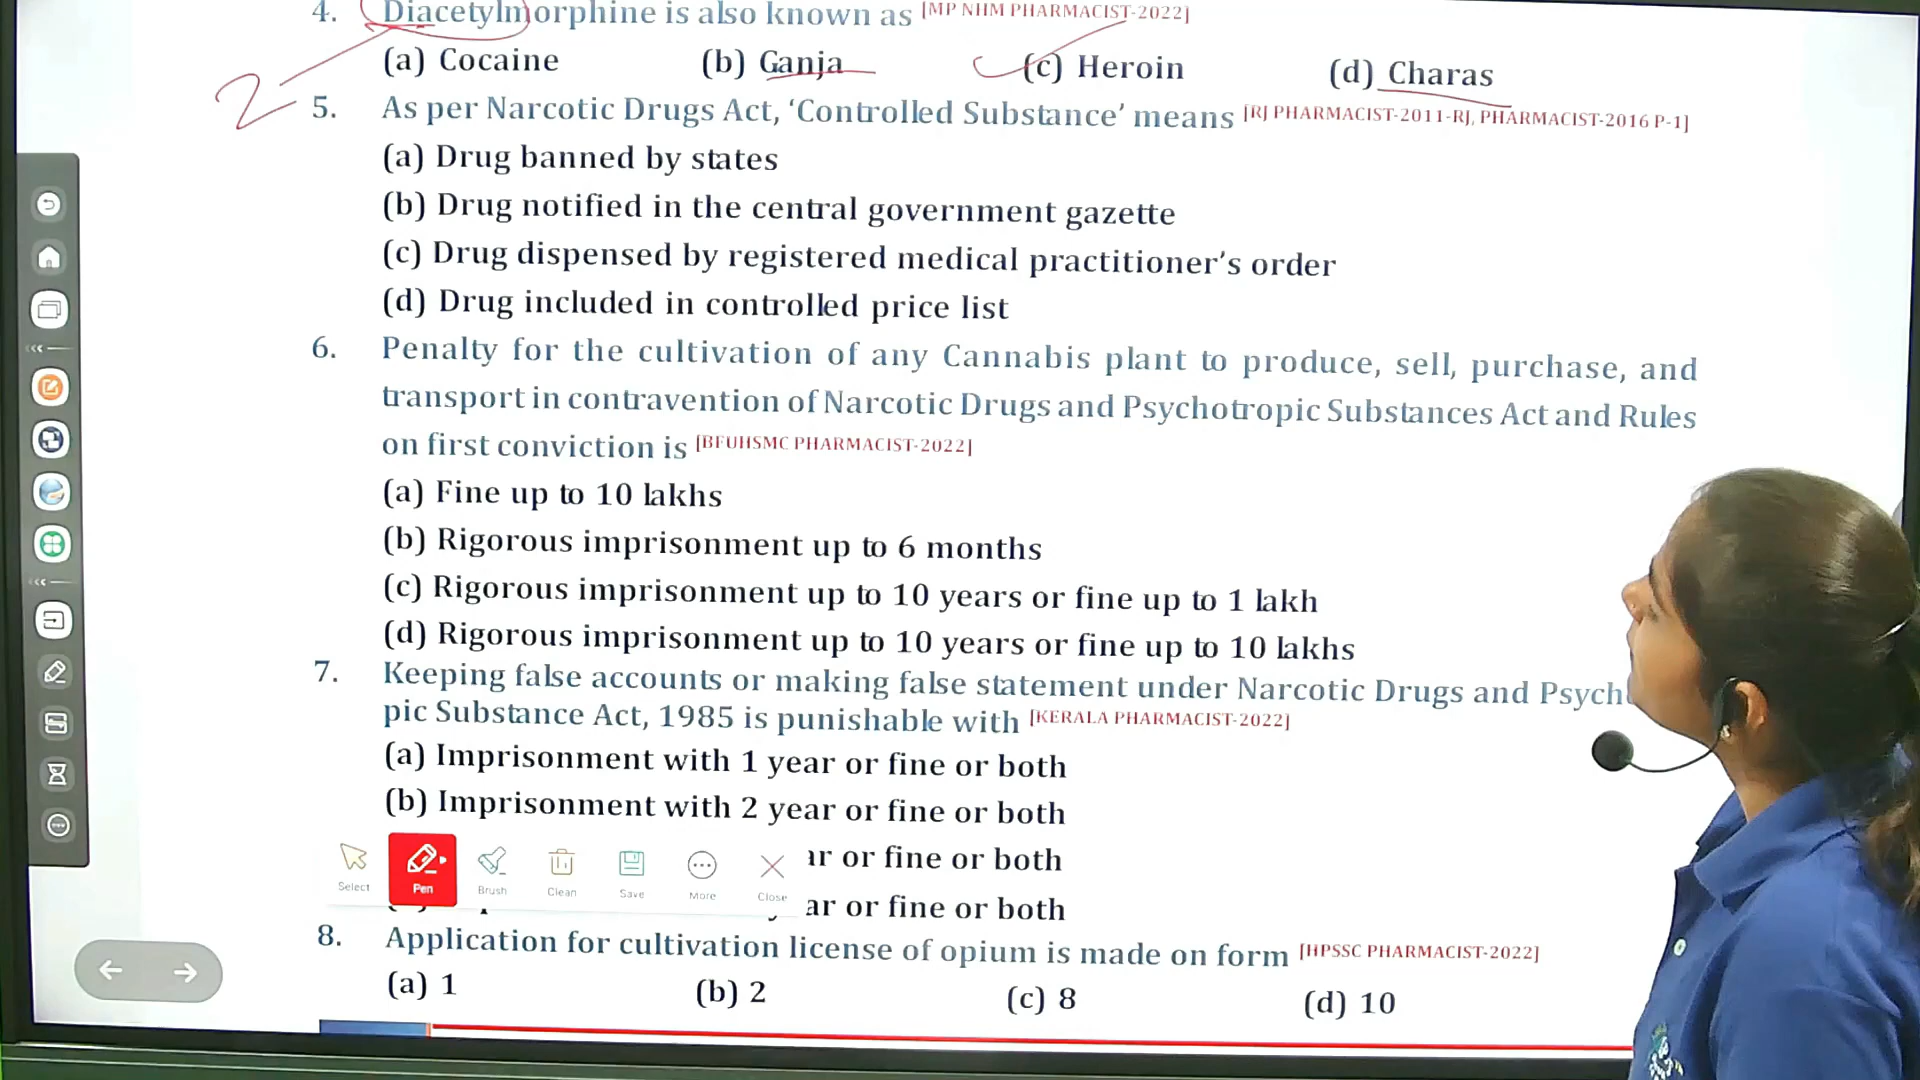 4. Diacetylmorphine is also known as [MP NHM PHARMACIST-2022]
(a) Cocaine (b) Ganja (c) Heroin (d) Charas
2
5. As per Narcotic Drugs Act, ‘Controlled Substance’ means [RJ PHARMACIST-2011-RJ, PHARMACIST-2016 P-1]
(a) Drug banned by states
(b) Drug notified in the central government gazette
(c) Drug dispensed by registered medical practitioner’s order
(d) Drug included in controlled price list
6. Penalty for the cultivation of any Cannabis plant to produce, sell, purchase, and
transport in contravention of Narcotic Drugs and Psychotropic Substances Act and Rules
on first conviction is [BFUHSMC PHARMACIST-2022]
(a) Fine up to 10 lakhs
(b) Rigorous imprisonment up to 6 months
(c) Rigorous imprisonment up to 10 years or fine up to 1 lakh
(d) Rigorous imprisonment up to 10 years or fine up to 10 lakhs
7. Keeping false accounts or making false statement under Narcotic Drugs and Psych
pic Substance Act, 1985 is punishable with [KERALA PHARMACIST-2022]
(a) Imprisonment with 1 year or fine or both
(b) Imprisonment with 2 year or fine or both
ar or fine or both
ar or fine or both
Select Pen Brush Clean Save More Close
8. Application for cultivation license of opium is made on form [HPSSC PHARMACIST-2022]
(a) 1 (b) 2 (c) 8 (d) 10